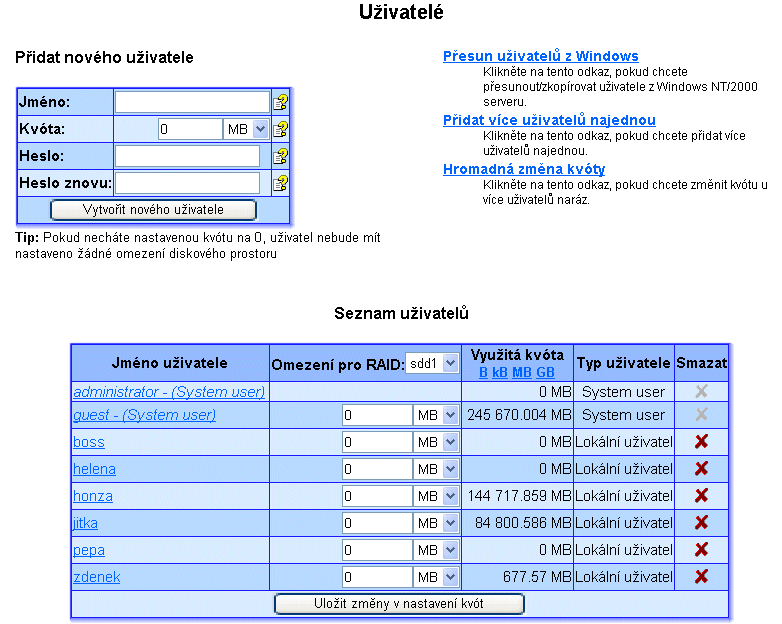 Uživatelé
Přidat nového uživatele
Jméno:
Kvóta: 0 MB
Heslo:
Heslo znovu:
Vytvořit nového uživatele
Tip: Pokud necháte nastavenou kvótu na 0, uživatel nebude mít
nastaveno žádné omezení diskového prostoru
Přesun uživatelů z Windows
Klikněte na tento odkaz, pokud chcete
přesunout/zkopírovat uživatele z Windows NT/2000
serveru.
Přidat více uživatelů najednou
Klikněte na tento odkaz, pokud chcete přidat více
uživatelů najednou.
Hromadná změna kvóty
Klikněte na tento odkaz, pokud chcete změnit kvótu u
více uživatelů naráz.
Seznam uživatelů
Jméno uživatele Omezení pro RAID: sdd1 Využitá kvóta Typ uživatele Smazat
B kB MB GB
administrator - (System user) 0 MB System user
guest - (System user) 0 MB 245 670.004 MB System user
boss 0 MB 0 MB Lokální uživatel
helena 0 MB 0 MB Lokální uživatel
honza 0 MB 144 717.859 MB Lokální uživatel
jitka 0 MB 84 800.586 MB Lokální uživatel
pepa 0 MB 0 MB Lokální uživatel
zdenek 0 MB 677.57 MB Lokální uživatel
Uložit změny v nastavení kvót